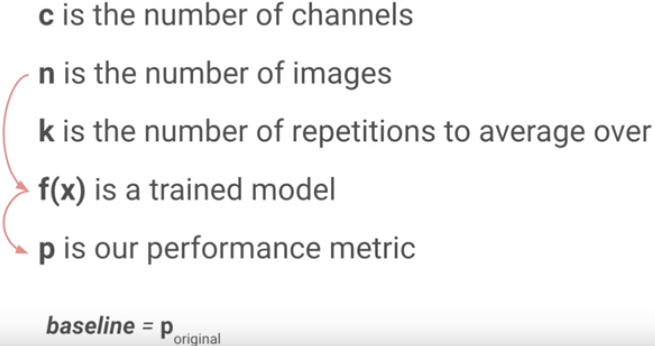 c is the number of channels
n is the number of images
k is the number of repetitions to average over
f(x) is a trained model
p is our performance metric
baseline = p original